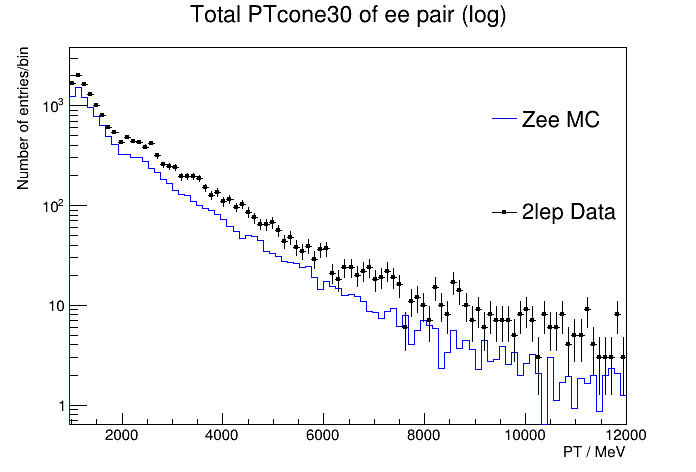 Total PTcone30 of ee pair (log)
Number of entries/bin
10³
10²
10
1
Zee MC
2lep Data
2000 4000 6000 8000 10000 12000
PT / MeV